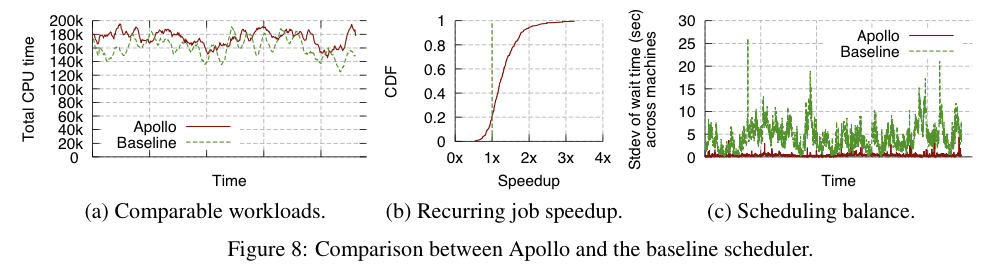 Total CPU time
200k
180k
160k
140k
120k
100k
80k
60k
40k
20k
0
Apollo
Baseline
Time
(a) Comparable workloads.
CDF
1
0.8
0.6
0.4
0.2
0
0x 1x 2x 3x 4x
Speedup
(b) Recurring job speedup.
Stdev of wait time (sec)
across machines
30
25
20
15
10
5
0
Apollo
Baseline
Time
(c) Scheduling balance.
Figure 8: Comparison between Apollo and the baseline scheduler.